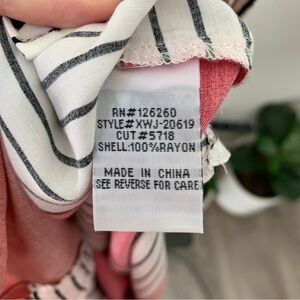 RN#126260
STYLE#XWJ-20619
CUT#5718
SHELL:100%RAYON
MADE IN CHINA
SEE REVERSE FOR CARE